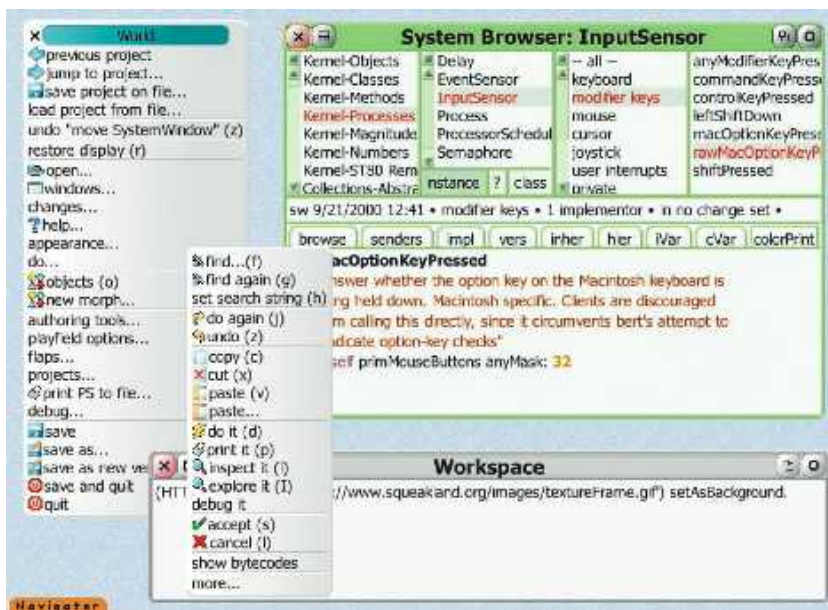 World
previous project
jump to project...
save project on file...
load project from file...
undo "move SystemWindow" (z)
restore display (r)
open...
windows...
changes...
help...
appearance...
do...
objects (o)
new morph...
authoring tools...
playfield options...
flaps...
projects...
print PS to file...
debug...
save
save as...
save as new ve
save and quit
quit
find...(f)
find again (g)
set search string (h)
do again (j)
undo (z)
copy (c)
cut (x)
paste (v)
paste...
do it (d)
print it (p)
inspect it (i)
explore it (I)
debug it
accept (s)
cancel (l)
show bytecodes
more...
System Browser: InputSensor
Kernel-Objects
Kernel-Classes
Kernel-Methods
Kernel-Processes
Kernel-Magnitude
Kernel-Numbers
Kernel-ST80 Rem
Collections-Abstra
Delay
EventSensor
InputSensor
Process
ProcessorSchedul
Semaphore
nstance ? class
-- all --
keyboard
modifier keys
mouse
cursor
joystick
user interrupts
private
anyModifierKeyPres
commandKeyPress
controlKeyPressed
leftShiftDown
macOptionKeyPress
rawMacOptionKeyP
shiftPressed
sw 9/21/2000 12:41 • modifier keys • 1 implementor • in no change set •
browse senders impl vers inher hier iVar cVar colorPrint
acOptionKeyPressed
nswer whether the option key on the Macintosh keyboard is
ng held down. Macintosh specific. Clients are discouraged
m calling this directly, since it circumvents bert's attempt to
dicate option-key checks"
elf primMouseButtons anyMask: 32
Workspace
(HTT ://www.squeakland.org/images/textureFrame.gif') setAsBackground.
Navigator